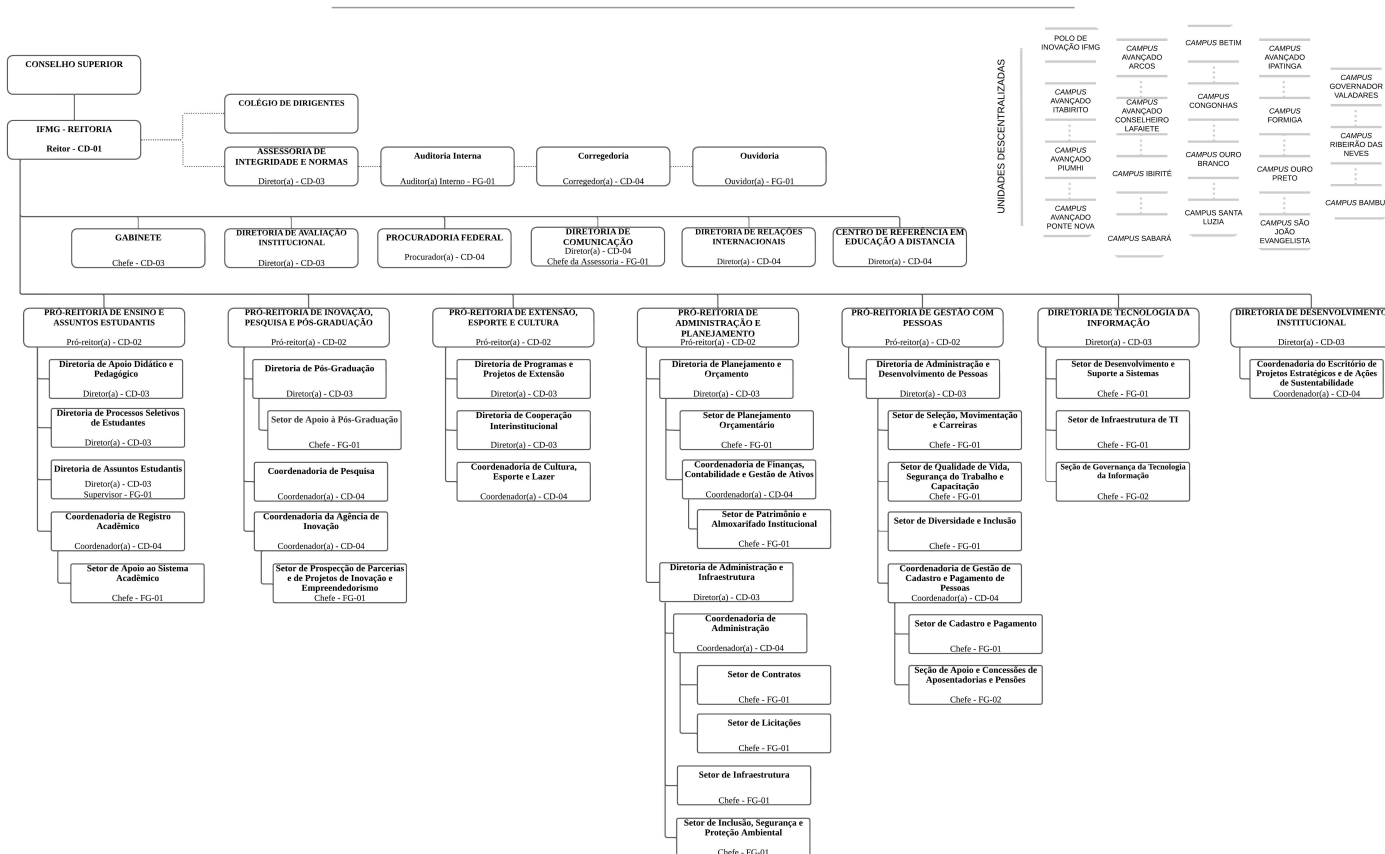 CONSELHO SUPERIOR
IFMG - REITORIA
Reitor - CD-01
COLÉGIO DE DIRIGENTES
ASSESSORIA DE
INTEGRIDADE E NORMAS
Diretor(a) - CD-03
Auditoria Interna
Auditor(a) Interno - FG-01
Corregedoria
Corregedor(a) - CD-04
Ouvidoria
Ouvidor(a) - FG-01
UNIDADES DESCENTRALIZADAS
POLO DE
INOVAÇÃO IFMG
CAMPUS
AVANÇADO
ITABIRITO
CAMPUS
AVANÇADO
PIUMHI
CAMPUS
AVANÇADO
PONTE NOVA
CAMPUS
AVANÇADO
ARCOS
CAMPUS
AVANÇADO
CONSELHEIRO
LAFAIETE
CAMPUS IBIRITÉ
CAMPUS SABARÁ
CAMPUS BETIM
CAMPUS
CONGONHAS
CAMPUS OURO
BRANCO
CAMPUS SANTA
LUZIA
CAMPUS
AVANÇADO
IPATINGA
CAMPUS
FORMIGA
CAMPUS OURO
PRETO
CAMPUS SÃO
JOÃO
EVANGELISTA
CAMPUS
GOVERNADOR
VALADARES
CAMPUS
RIBEIRÃO DAS
NEVES
CAMPUS BAMBU
GABINETE
Chefe - CD-03
DIRETORIA DE AVALIAÇÃO
INSTITUCIONAL
Diretor(a) - CD-03
PROCURADORIA FEDERAL
Procurador(a) - CD-04
DIRETORIA DE
COMUNICAÇÃO
Diretor(a) - CD-04
Chefe da Assessoria - FG-01
DIRETORIA DE RELAÇÕES
INTERNACIONAIS
Diretor(a) - CD-04
CENTRO DE REFERÊNCIA EM
EDUCAÇÃO A DISTANCIA
Diretor(a) - CD-04
PRÓ-REITORIA DE ENSINO E
ASSUNTOS ESTUDANTIS
Pró-reitor(a) - CD-02
Diretoria de Apoio Didático e
Pedagógico
Diretor(a) - CD-03
Diretoria de Processos Seletivos
de Estudantes
Diretor(a) - CD-03
Diretoria de Assuntos Estudantis
Diretor(a) - CD-03
Supervisor - FG-01
Coordenadoria de Registro
Acadêmico
Coordenador(a) - CD-04
Setor de Apoio ao Sistema
Acadêmico
Chefe - FG-01
PRÓ-REITORIA DE INOVAÇÃO,
PESQUISA E PÓS-GRADUAÇÃO
Pró-reitor(a) - CD-02
Diretoria de Pós-Graduação
Diretor(a) - CD-03
Setor de Apoio à Pós-Graduação
Chefe - FG-01
Coordenadoria de Pesquisa
Coordenador(a) - CD-04
Coordenadoria da Agência de
Inovação
Coordenador(a) - CD-04
Setor de Prospecção de Parcerias
e de Projetos de Inovação e
Empreendedorismo
Chefe - FG-01
PRÓ-REITORIA DE EXTENSÃO,
ESPORTE E CULTURA
Pró-reitor(a) - CD-02
Diretoria de Programas e
Projetos de Extensão
Diretor(a) - CD-03
Diretoria de Cooperação
Interinstitucional
Diretor(a) - CD-03
Coordenadoria de Cultura,
Esporte e Lazer
Coordenador(a) - CD-04
PRÓ-REITORIA DE
ADMINISTRAÇÃO E
PLANEJAMENTO
Pró-reitor(a) - CD-02
Diretoria de Planejamento e
Orçamento
Diretor(a) - CD-03
Setor de Planejamento
Orçamentário
Chefe - FG-01
Coordenadoria de Finanças,
Contabilidade e Gestão de Ativos
Coordenador(a) - CD-04
Setor de Patrimônio e
Almoxarifado Institucional
Chefe - FG-01
Diretoria de Administração e
Infraestrutura
Diretor(a) - CD-03
Coordenadoria de
Administração
Coordenador(a) - CD-04
Setor de Contratos
Chefe - FG-01
Setor de Licitações
Chefe - FG-01
Setor de Infraestrutura
Chefe - FG-01
Setor de Inclusão, Segurança e
Proteção Ambiental
Chefe - FG-01
PRÓ-REITORIA DE GESTÃO COM
PESSOAS
Pró-reitor(a) - CD-02
Diretoria de Administração e
Desenvolvimento de Pessoas
Diretor(a) - CD-03
Setor de Seleção, Movimentação
e Carreiras
Chefe - FG-01
Setor de Qualidade de Vida,
Segurança do Trabalho e
Capacitação
Chefe - FG-01
Setor de Diversidade e Inclusão
Chefe - FG-01
Coordenadoria de Gestão de
Cadastro e Pagamento de
Pessoas
Coordenador(a) - CD-04
Setor de Cadastro e Pagamento
Chefe - FG-01
Seção de Apoio e Concessões de
Aposentadorias e Pensões
Chefe - FG-02
DIRETORIA DE TECNOLOGIA DA
INFORMAÇÃO
Diretor(a) - CD-03
Setor de Desenvolvimento e
Suporte a Sistemas
Chefe - FG-01
Setor de Infraestrutura de TI
Chefe - FG-01
Seção de Governança da Tecnologia
da Informação
Chefe - FG-02
DIRETORIA DE DESENVOLVIMENTO
INSTITUCIONAL
Diretor(a) - CD-03
Coordenadoria do Escritório de
Projetos Estratégicos e de Ações
de Sustentabilidade
Coordenador(a) - CD-04